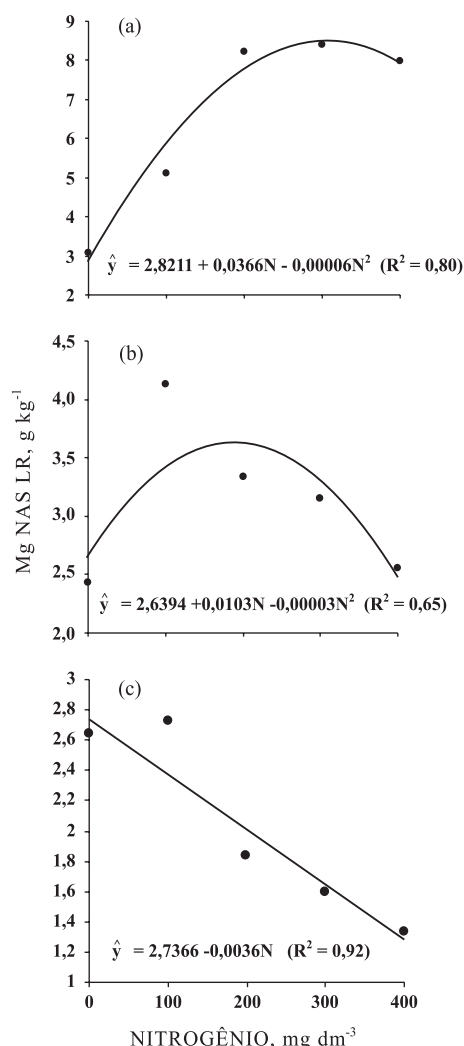 (a)
9
8
7
6
5
4
3
2
ŷ = 2,8211 + 0,0366N - 0,00006N² (R² = 0,80)
Mg NAS LR, g kg⁻¹
(b)
4,5
4,0
3,5
3,0
2,5
2,0
ŷ = 2,6394 +0,0103N -0,00003N² (R² = 0,65)
(c)
3
2,8
2,6
2,4
2,2
2
1,8
1,6
1,4
1,2
1
ŷ = 2,7366 -0,0036N (R² = 0,92)
0 100 200 300 400
NITROGÊNIO, mg dm⁻³